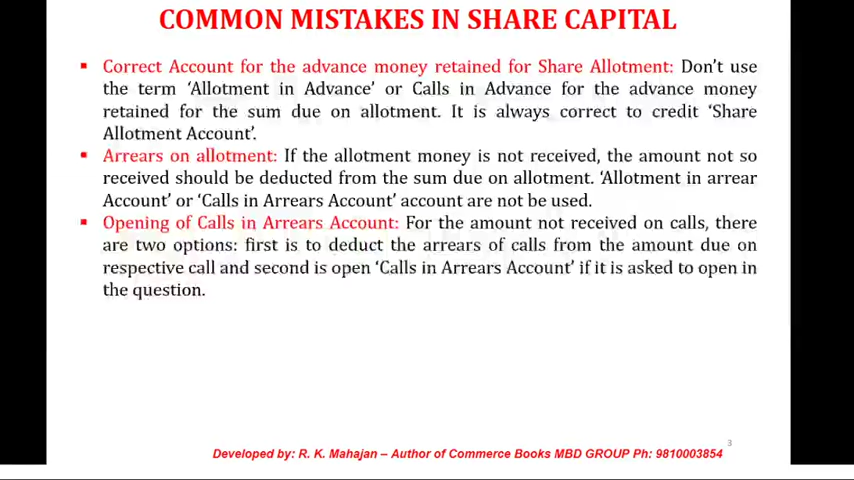 COMMON MISTAKES IN SHARE CAPITAL
▪ Correct Account for the advance money retained for Share Allotment: Don't use
the term 'Allotment in Advance' or Calls in Advance for the advance money
retained for the sum due on allotment. It is always correct to credit 'Share
Allotment Account'.
▪ Arrears on allotment: If the allotment money is not received, the amount not so
received should be deducted from the sum due on allotment. 'Allotment in arrear
Account' or 'Calls in Arrears Account' account are not be used.
▪ Opening of Calls in Arrears Account: For the amount not received on calls, there
are two options: first is to deduct the arrears of calls from the amount due on
respective call and second is open 'Calls in Arrears Account' if it is asked to open in
the question.
3
Developed by: R. K. Mahajan – Author of Commerce Books MBD GROUP Ph: 9810003854